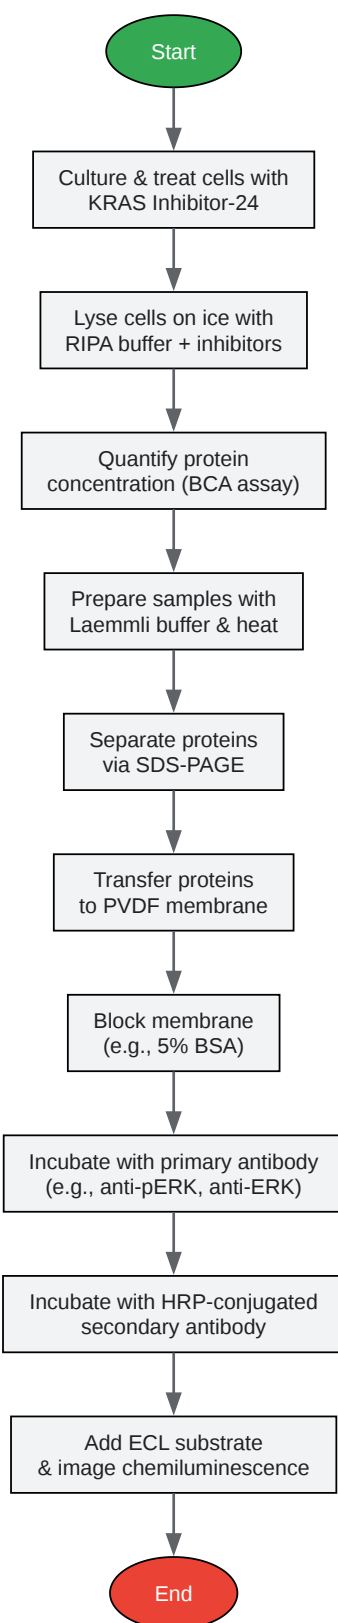 Start
Culture & treat cells with
KRAS Inhibitor-24
Lyse cells on ice with
RIPA buffer + inhibitors
Quantify protein
concentration (BCA assay)
Prepare samples with
Laemmli buffer & heat
Separate proteins
via SDS-PAGE
Transfer proteins
to PVDF membrane
Block membrane
(e.g., 5% BSA)
Incubate with primary antibody
(e.g., anti-pERK, anti-ERK)
Incubate with HRP-conjugated
secondary antibody
Add ECL substrate
& image chemiluminescence
End